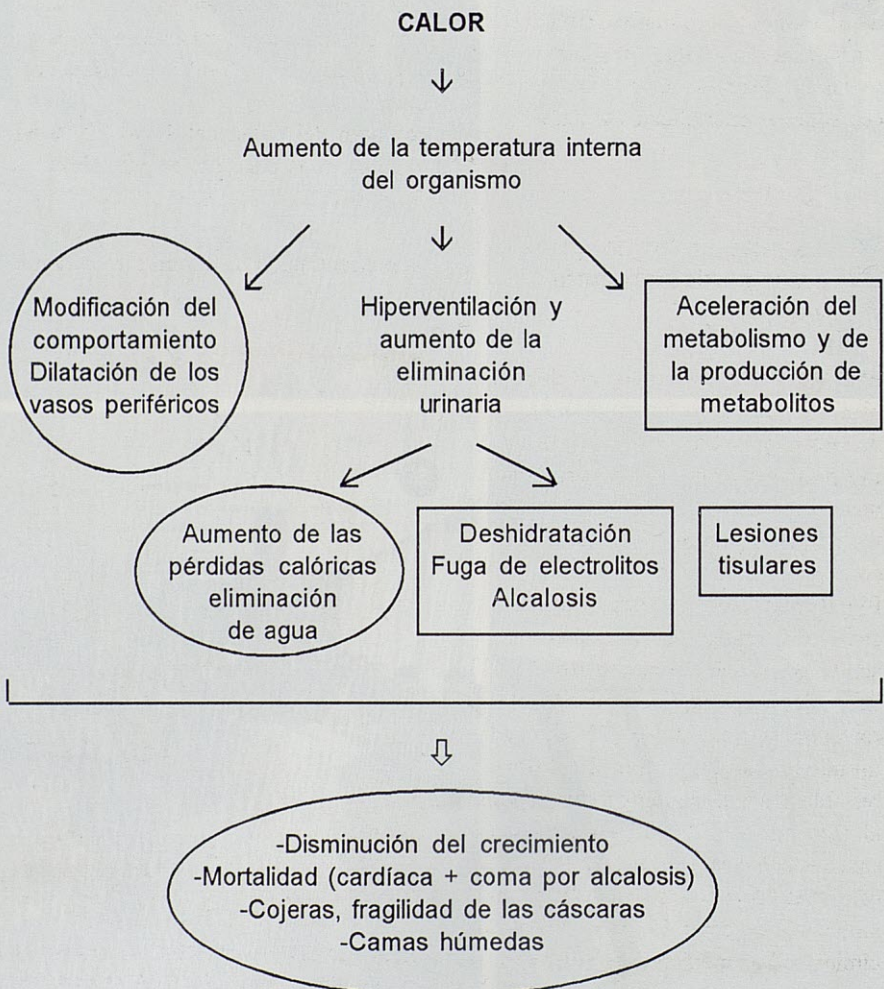 CALOR
Aumento de la temperatura interna
del organismo
Modificación del
comportamiento
Dilatación de los
vasos periféricos
Hiperventilación y
aumento de la
eliminación
urinaria
Aceleración del
metabolismo y de
la producción de
metabolitos
Aumento de las
pérdidas calóricas
eliminación
de agua
Deshidratación
Fuga de electrolitos
Alcalosis
Lesiones
tisulares
-Disminución del crecimiento
-Mortalidad (cardíaca + coma por alcalosis)
-Cojeras, fragilidad de las cáscaras
-Camas húmedas